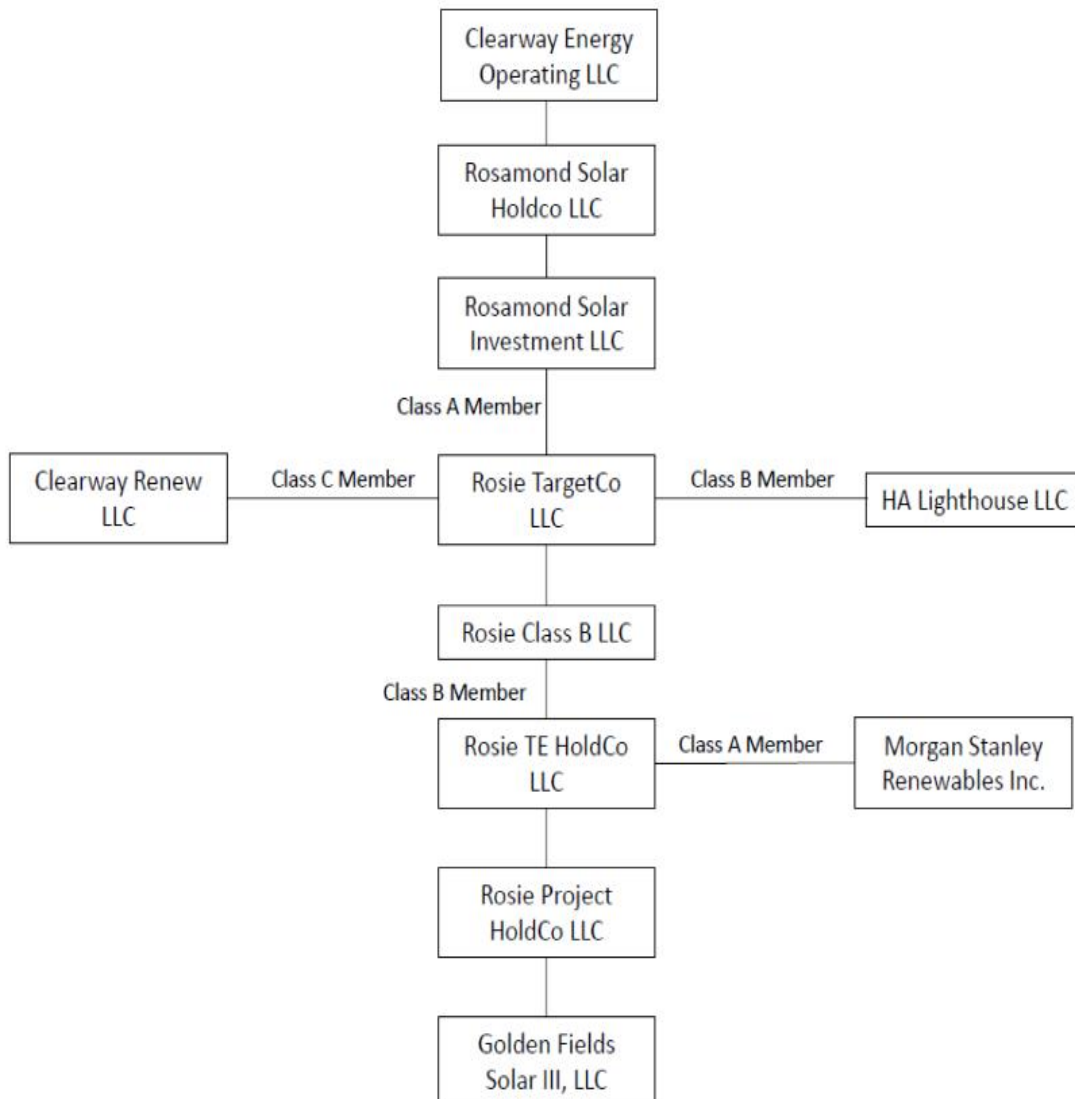 Clearway Energy
Operating LLC
Rosamond Solar
Holdco LLC
Rosamond Solar
Investment LLC
Class A Member
Clearway Renew
LLC
Class C Member
Rosie TargetCo
LLC
Class B Member
HA Lighthouse LLC
Rosie Class B LLC
Class B Member
Rosie TE HoldCo
LLC
Class A Member
Morgan Stanley
Renewables Inc.
Rosie Project
HoldCo LLC
Golden Fields
Solar III, LLC